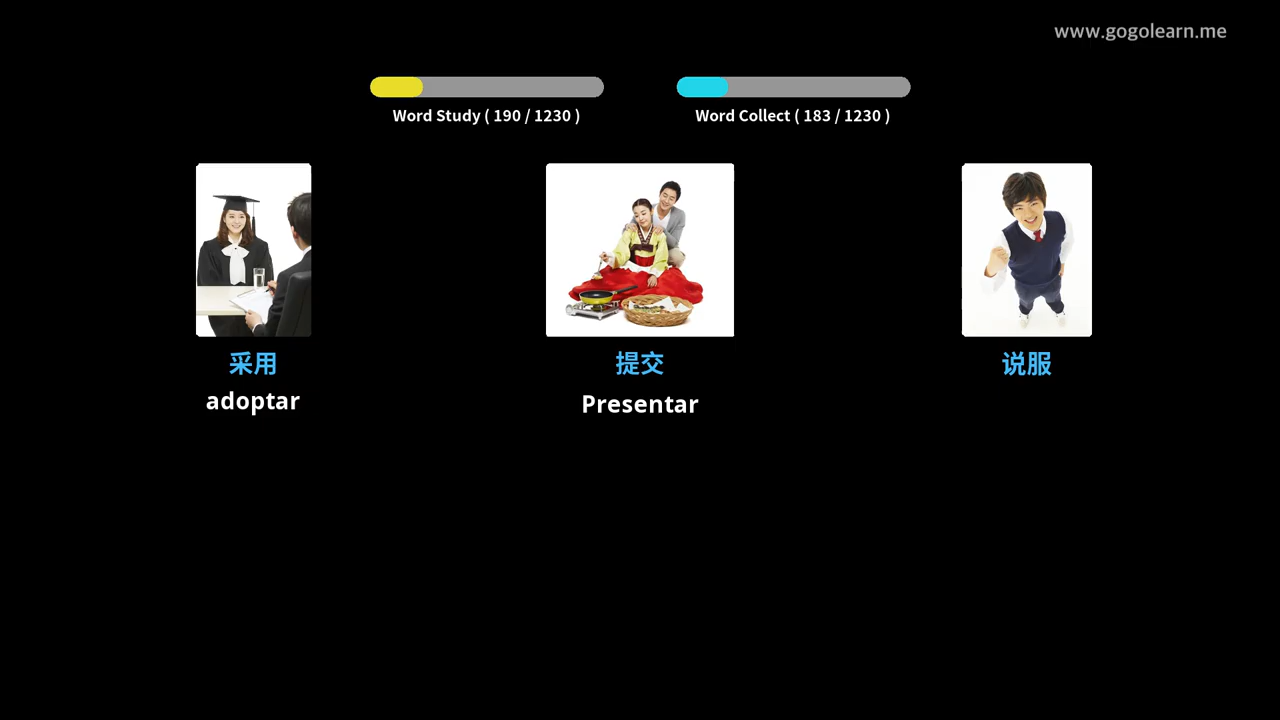 www.gogolearn.me
Word Study ( 190 / 1230 )
Word Collect ( 183 / 1230 )
采用
提交
说服
adoptar
Presentar